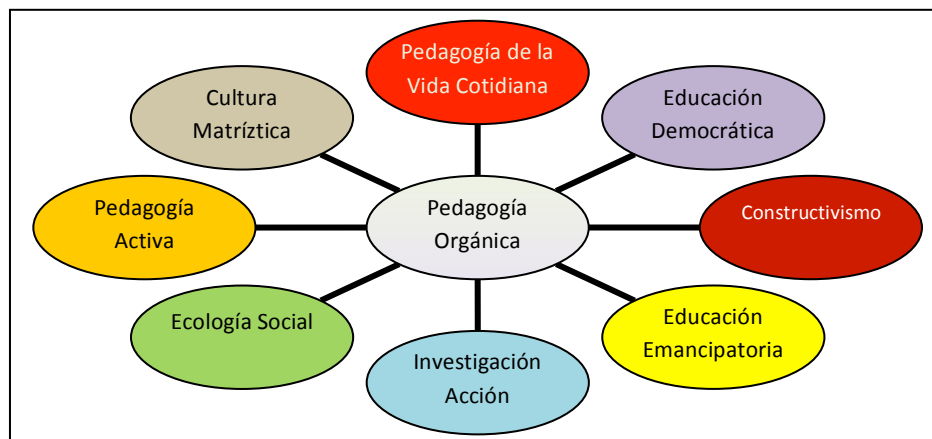 Pedagogía de la
Vida Cotidiana
Cultura
Matríztica
Educación
Democrática
Pedagogía
Activa
Pedagogía
Orgánica
Constructivismo
Ecología Social
Educación
Emancipatoria
Investigación
Acción